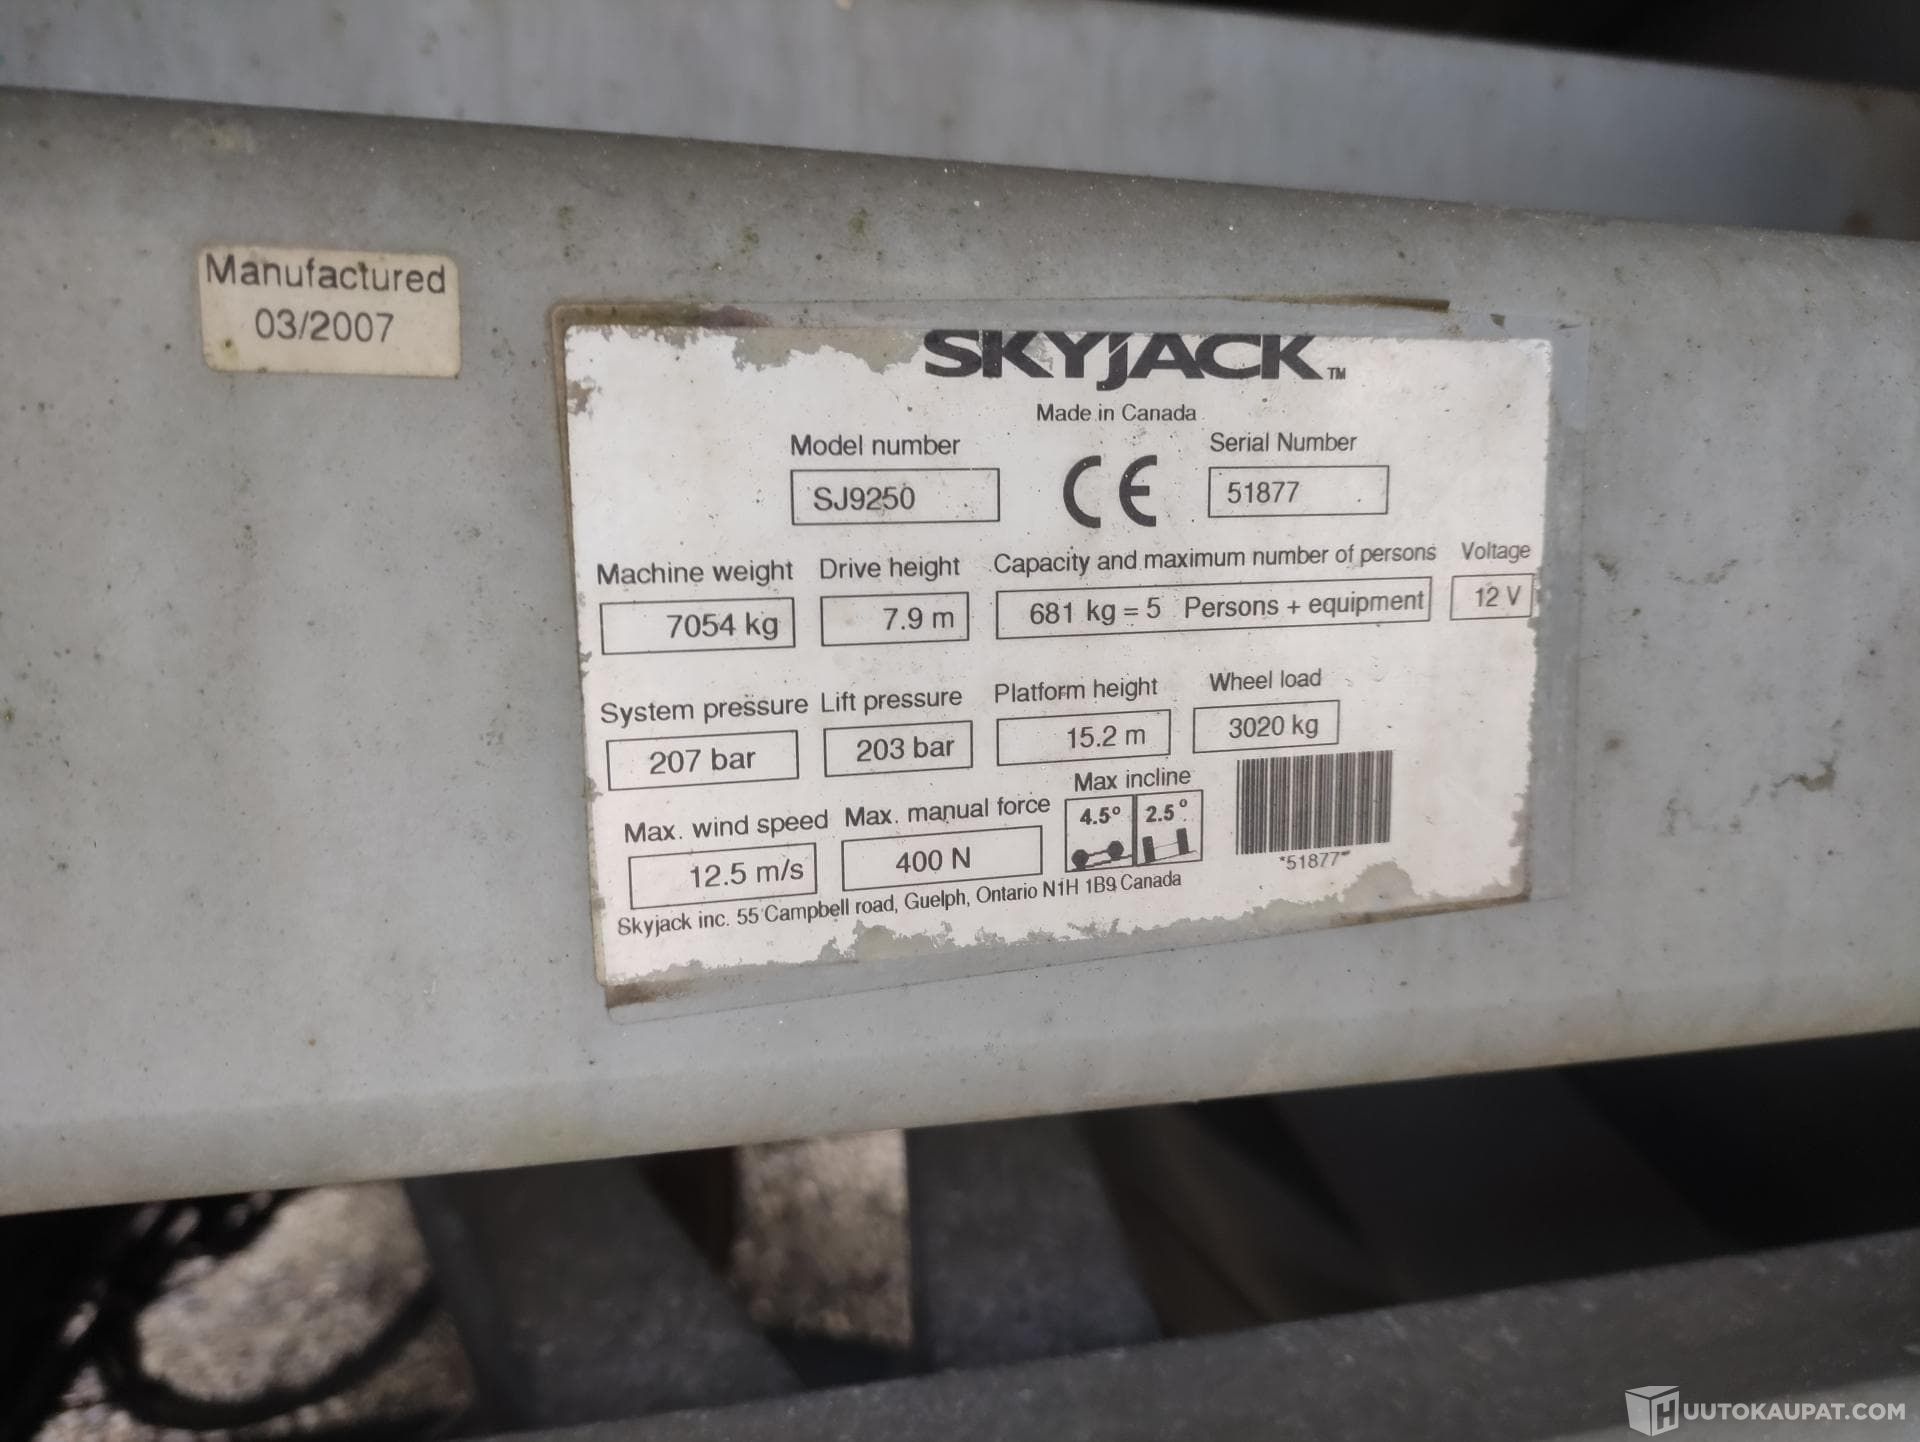 Manufactured
03/2007
SKYJACK™
Made in Canada
Model number
Serial Number
SJ9250
CE
51877
Machine weight
Drive height
Capacity and maximum number of persons
Voltage
7054 kg
7.9 m
681 kg = 5 Persons + equipment
12 V
System pressure
Lift pressure
Platform height
Wheel load
207 bar
203 bar
15.2 m
3020 kg
Max. wind speed
Max. manual force
Max incline
12.5 m/s
400 N
4.5°
2.5°
*51877*
Skyjack inc. 55 Campbell road, Guelph, Ontario N1H 1B9 Canada
HUUTOKAUPAT.COM